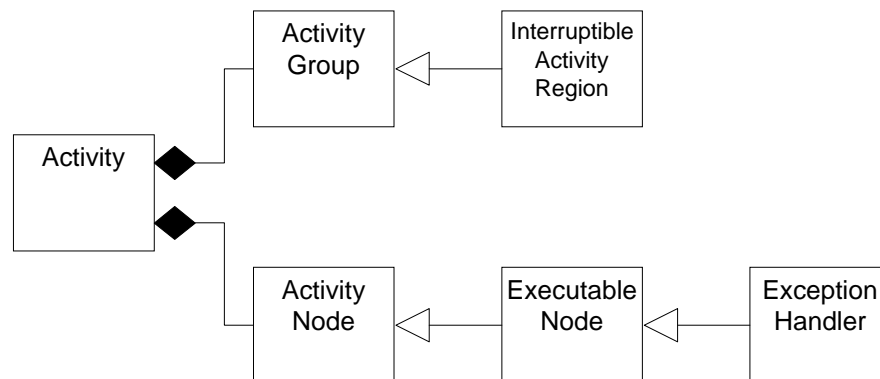 Activity
Group
Interruptible
Activity
Region
Activity
Activity
Node
Executable
Node
Exception
Handler